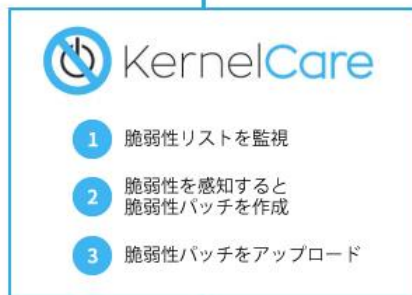 KernelCare
1 脆弱性リストを監視
2 脆弱性を感知すると
脆弱性パッチを作成
3 脆弱性パッチをアップロード